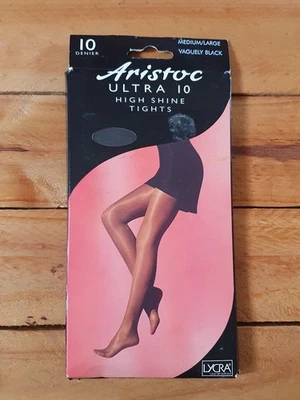 10
DENIER
MEDIUM/LARGE
VAGUELY BLACK
Aristoc
ULTRA 10
HIGH SHINE
TIGHTS
LYCRA